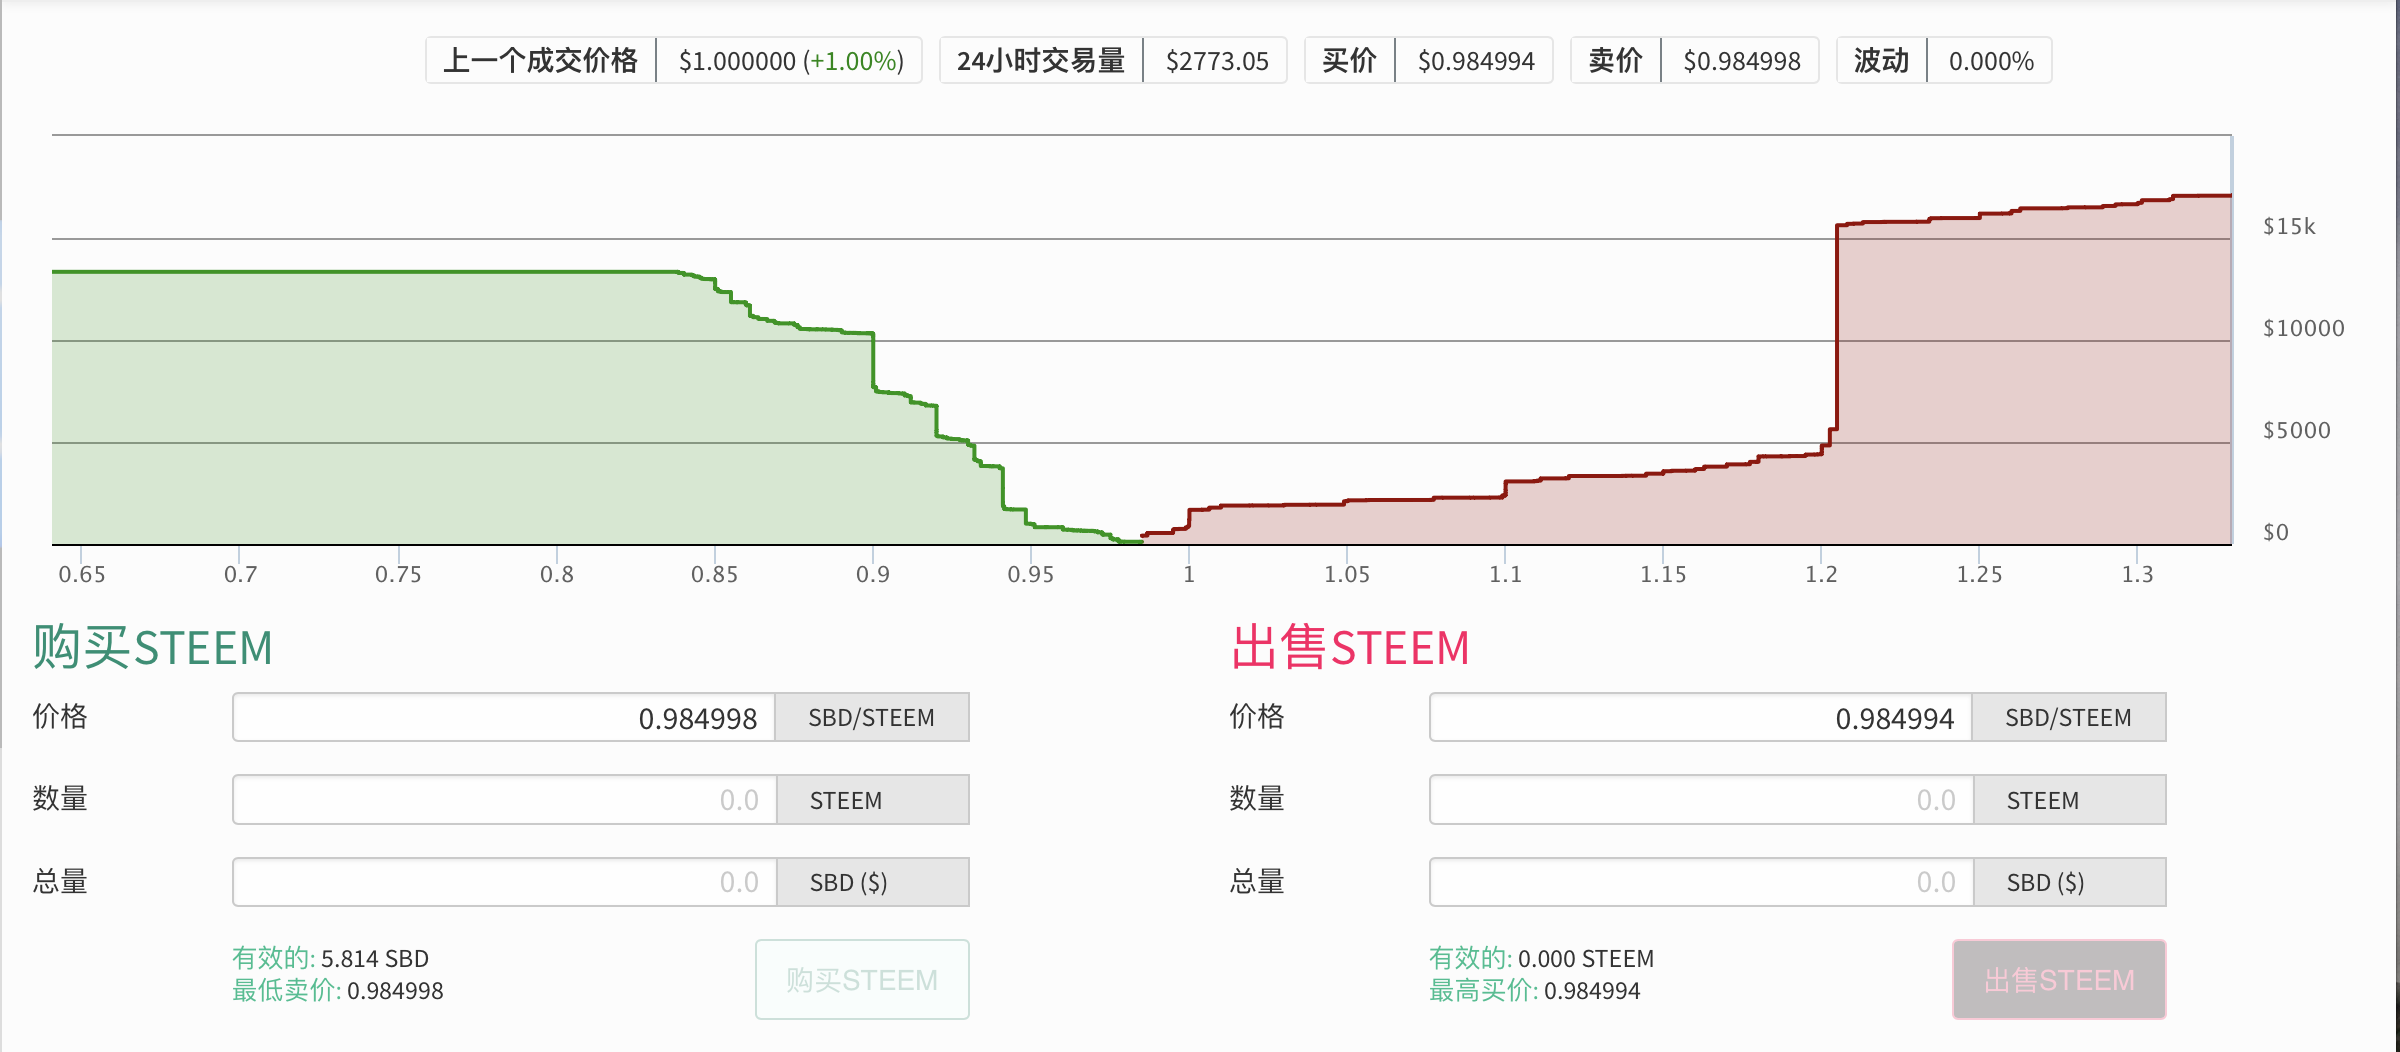 上一个成交价格 $1.000000 (+1.00%) 24小时交易量 $2773.05 买价 $0.984994 卖价 $0.984998 波动 0.000%
$15k
$10000
$5000
$0
0.65 0.7 0.75 0.8 0.85 0.9 0.95 1 1.05 1.1 1.15 1.2 1.25 1.3
购买STEEM
价格 0.984998 SBD/STEEM
数量 0.0 STEEM
总量 0.0 SBD ($)
有效的: 5.814 SBD
最低卖价: 0.984998
购买STEEM
出售STEEM
价格 0.984994 SBD/STEEM
数量 0.0 STEEM
总量 0.0 SBD ($)
有效的: 0.000 STEEM
最高买价: 0.984994
出售STEEM